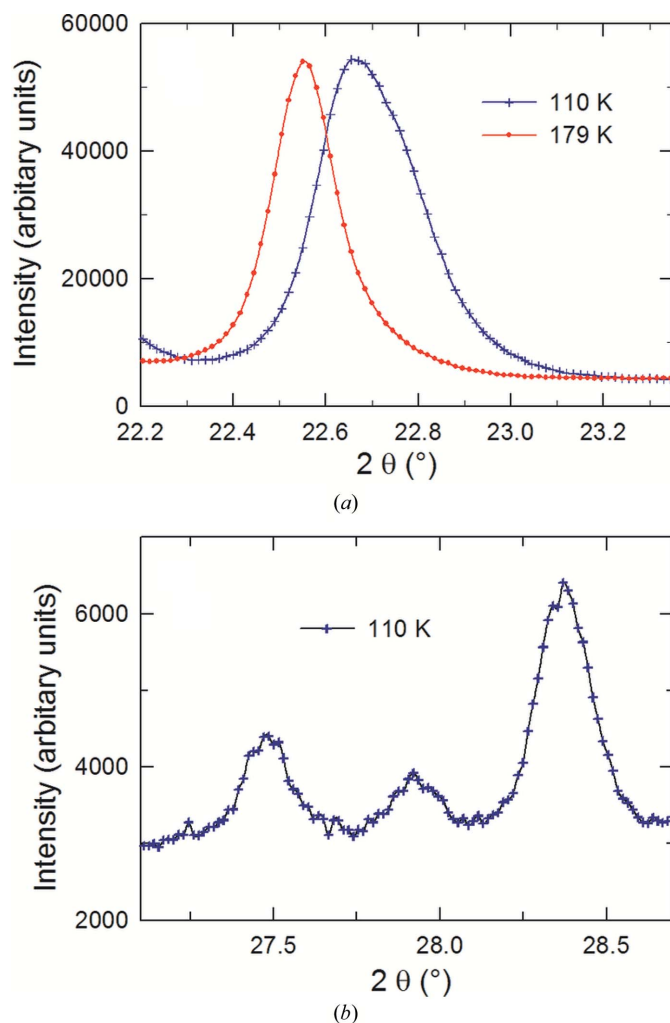 60000
40000
20000
0
Intensity (arbitary units)
110 K
179 K
22.2 22.4 22.6 22.8 23.0 23.2
2 θ (°)
(a)
6000
4000
2000
Intensity (arbitary units)
110 K
27.5 28.0 28.5
2 θ (°)
(b)